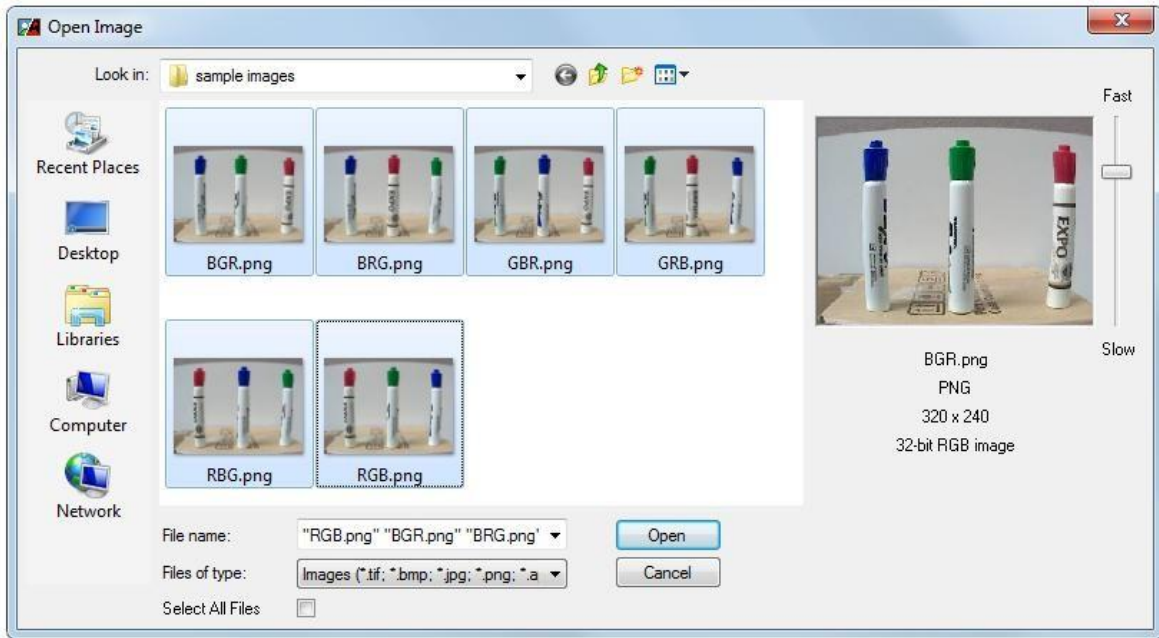 Open Image
Look in: sample images
Fast
Recent Places
Desktop
Libraries
Computer
Network
BGR.png BRG.png GBR.png GRB.png
RBG.png RGB.png
EXPO
BGR.png
PNG
320 x 240
32-bit RGB image
Slow
File name: "RGB.png" "BGR.png" "BRG.png" Open
Files of type: Images (*.tif; *.bmp; *.jpg; *.png; *.a Cancel
Select All Files